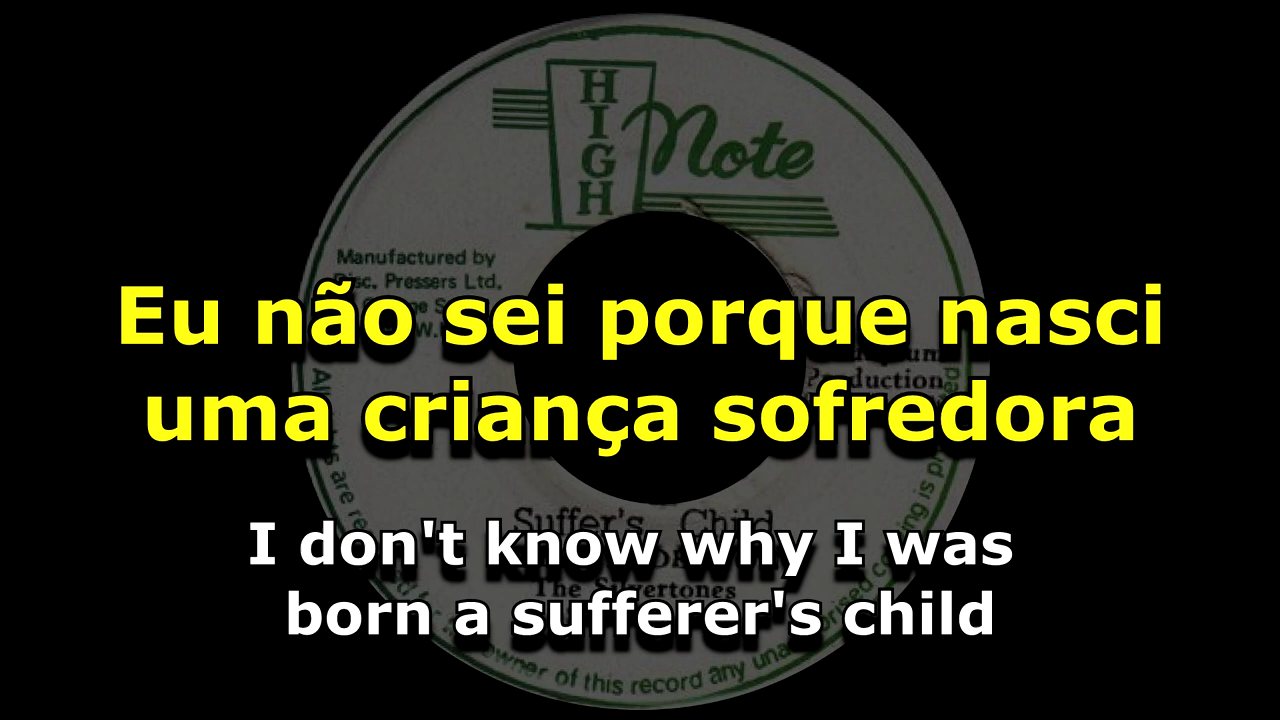 HIGH Note
Manufactured by
Disc. Pressers Ltd.
Eu não sei porque nasci
Production
uma criança sofredora
Suffer's Child
I don't know why I was
The Silvertones
born a sufferer's child
owner of this record any